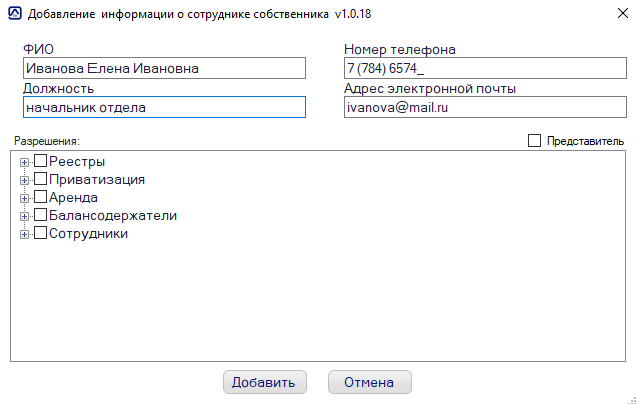 Добавление информации о сотруднике собственника v1.0.18
ФИО
Номер телефона
Иванова Елена Ивановна
7 (784) 6574_
Должность
Адрес электронной почты
начальник отдела
ivanova@mail.ru
Разрешения:
Представитель
Реестры
Приватизация
Аренда
Балансодержатели
Сотрудники
Добавить
Отмена